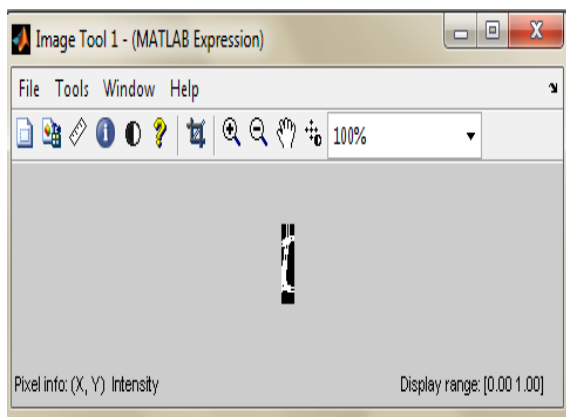 Image Tool 1 - (MATLAB Expression)
File Tools Window Help
100%
Pixel info: (X, Y) Intensity
Display range: [0.00 1.00]